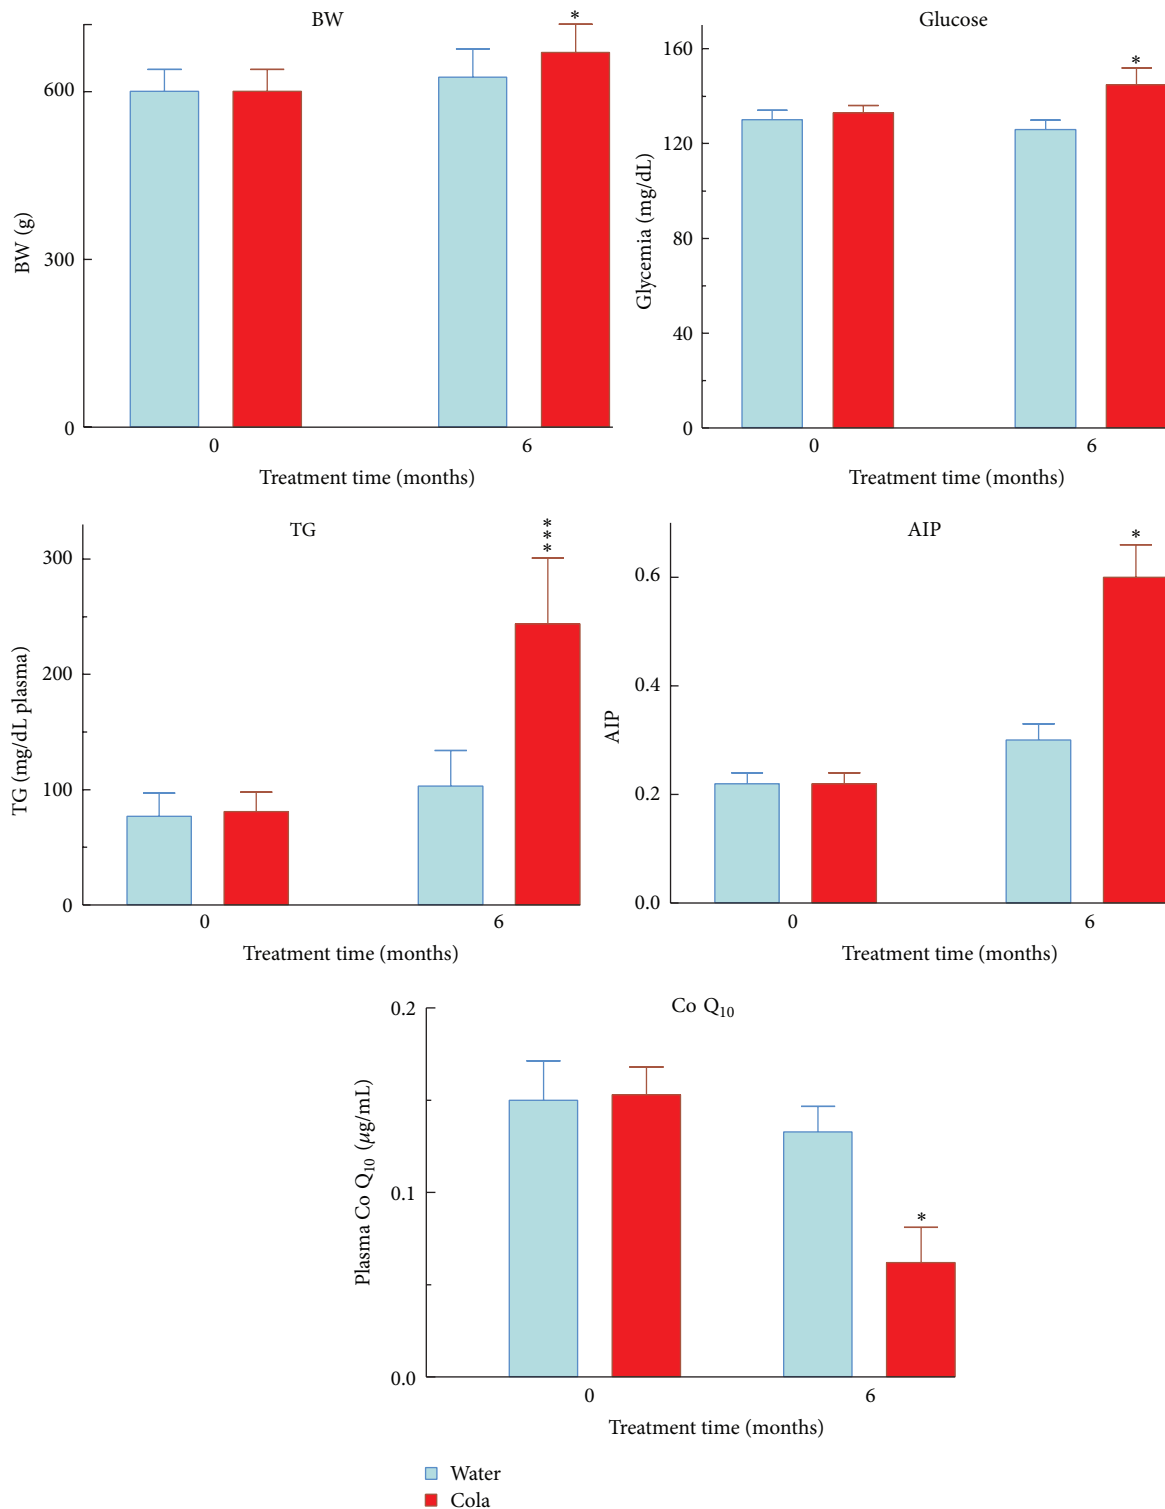 BW
*
600
300
0
BW (g)
0
6
Treatment time (months)
Glucose
*
160
120
80
40
0
Glycemia (mg/dL)
0
6
Treatment time (months)
TG
***
300
200
100
0
TG (mg/dL plasma)
0
6
Treatment time (months)
AIP
*
0.6
0.4
0.2
0.0
AIP
0
6
Treatment time (months)
Co Q10
*
0.2
0.1
0.0
Plasma Co Q10 (μg/mL)
0
6
Treatment time (months)
Water
Cola